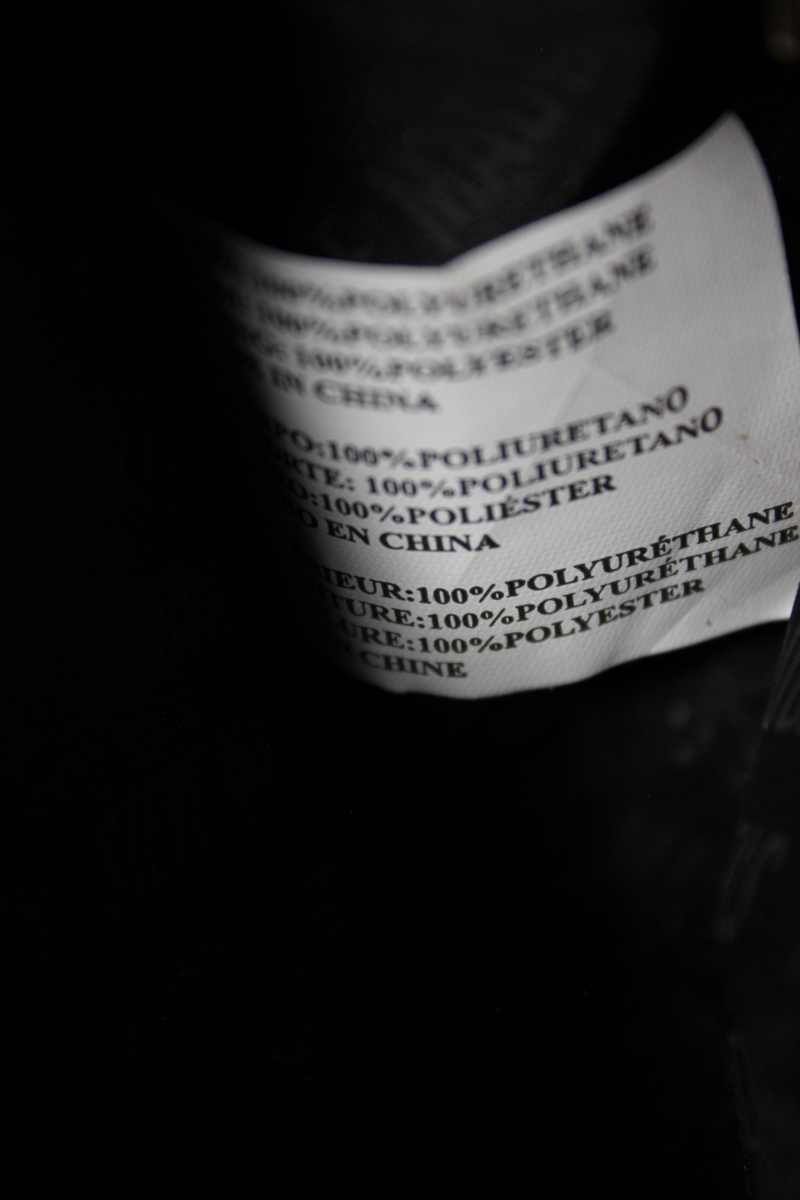 100%POLYURETHANE
100%POLYURETHANE
100%POLYESTER
IN CHINA
PO:100%POLIURETANO
RTE: 100%POLIURETANO
O:100%POLIÉSTER
O EN CHINA
IEUR:100%POLYURÉTHANE
TURE:100%POLYURÉTHANE
URE:100%POLYESTER
CHINE